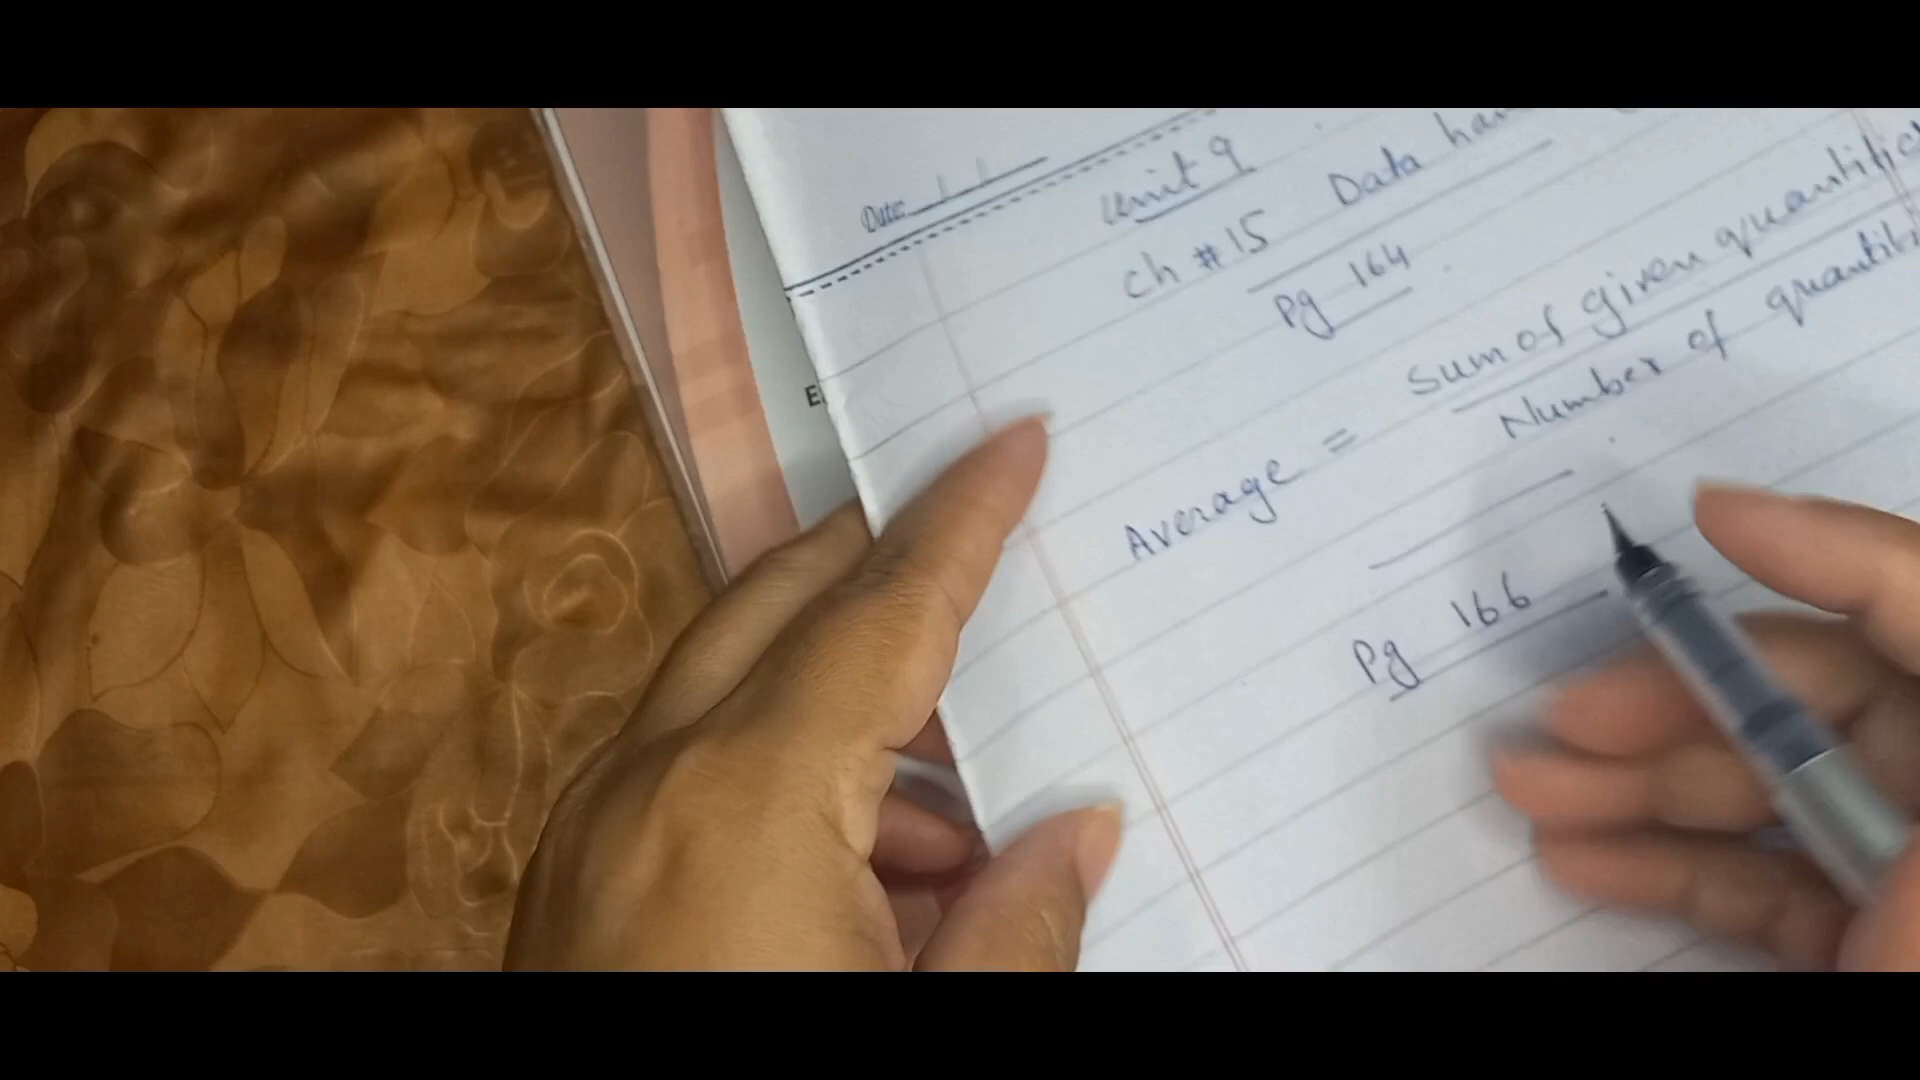 Date:
Unit 9
Ch # 15 Data
Pg 164
Average = Sum of given
Number of
Pg 166